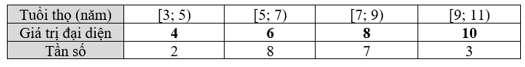 Tuổi thọ (năm) [3; 5) [5; 7) [7; 9) [9; 11)
Giá trị đại diện 4 6 8 10
Tần số 2 8 7 3